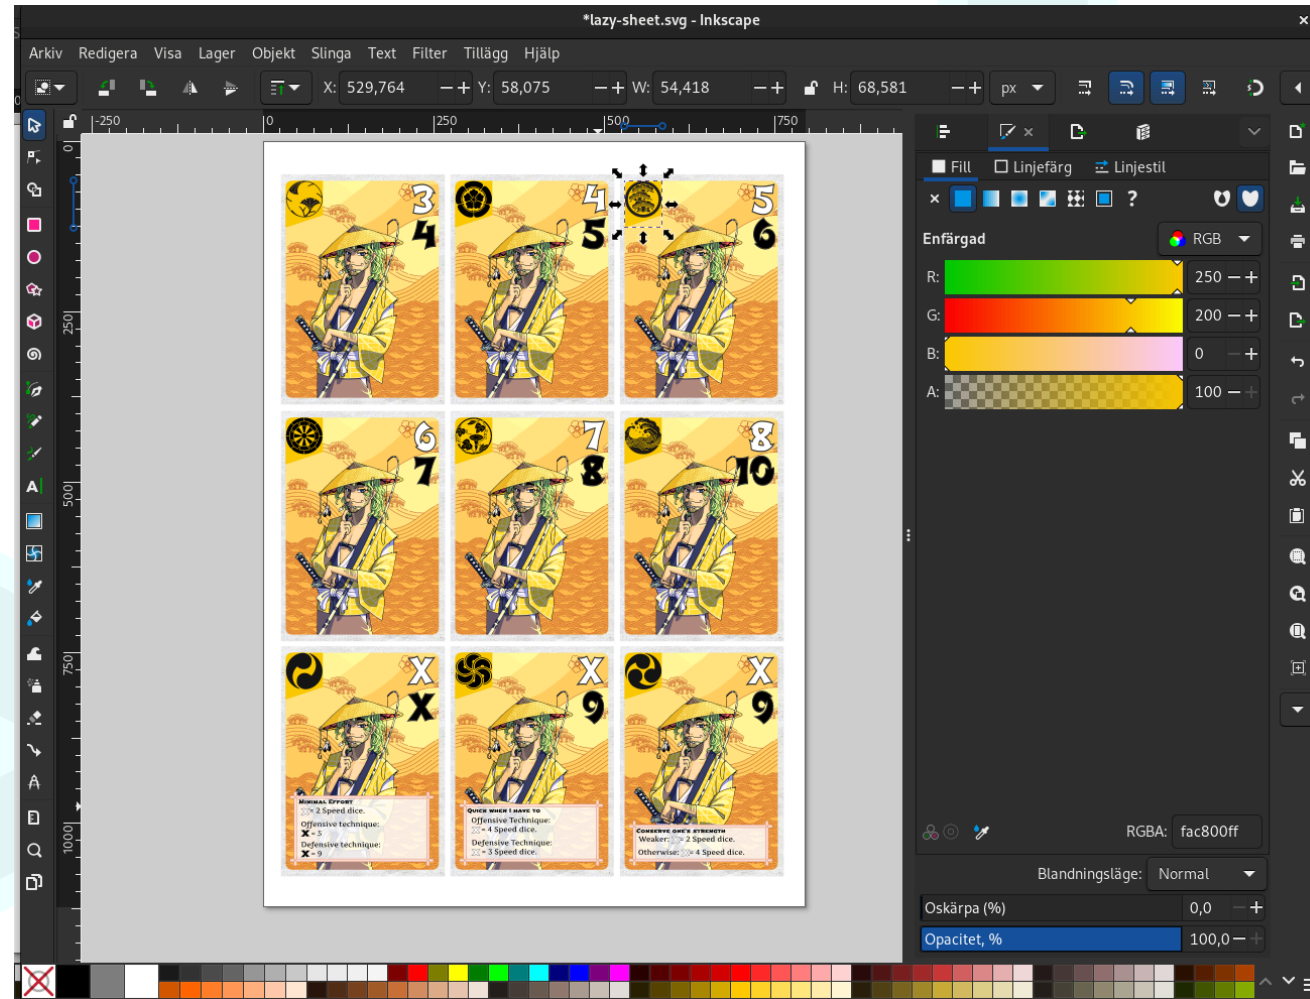 *lazy-sheet.svg - Inkscape
Arkiv Redigera Visa Lager Objekt Slinga Text Filter Tillägg Hjälp
X: 529,764 Y: 58,075 W: 54,418 H: 68,581 px
-250 0 250 500 750
Fill Linjefärg Linjestil
Enfärgad RGB
R: 250
G: 200
B: 0
A: 100
0
250
500
750
1000
3 4 5
4 5 6
6 7 8
7 8 10
X X X
X 9 9
Minimal Effort
X = 2 Speed dice.
Offensive technique:
X = 5
Defensive technique:
X = 9
Quick when I have to
Offensive Technique:
X = 4 Speed dice.
Defensive Technique:
X = 3 Speed dice.
Conserve one's strength
Weaker: X = 2 Speed dice.
Otherwise: X = 4 Speed dice.
RGBA: fac800ff
Blandningsläge: Normal
Oskärpa (%) 0,0
Opacitet, % 100,0